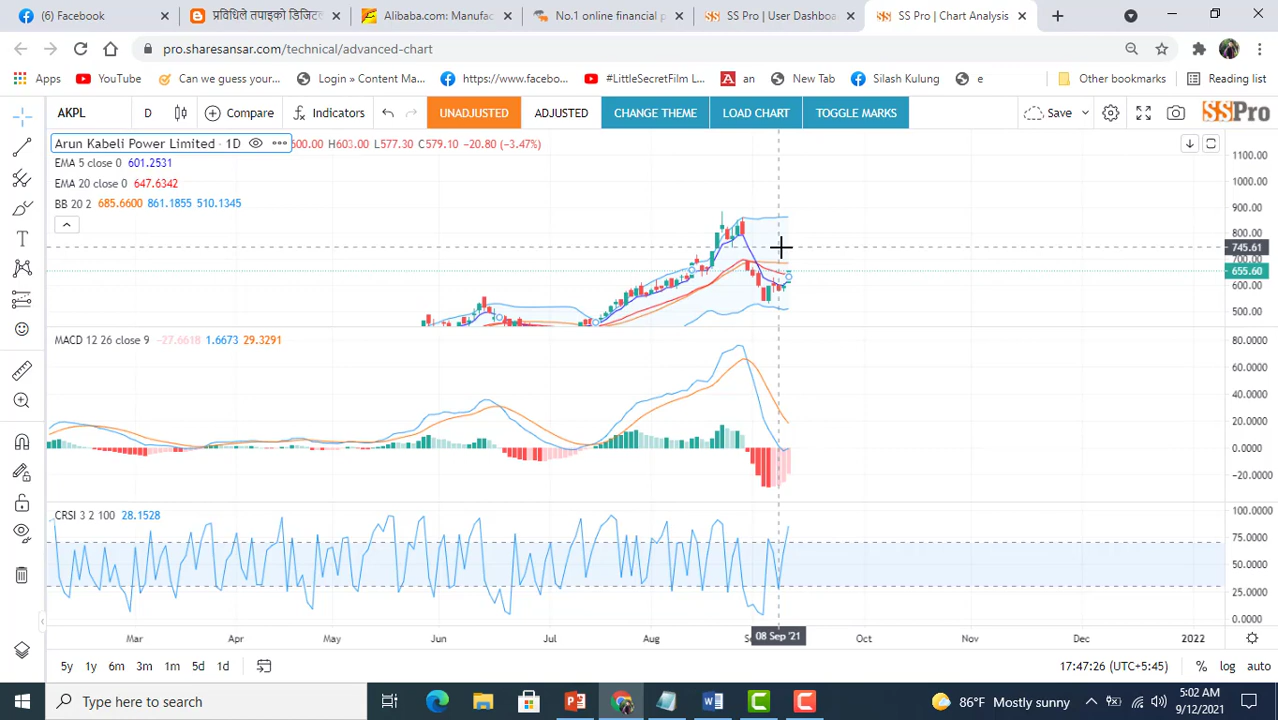 (8) Facebook
प्रविधिले तपाइको डिजिटल
Alibaba.com: Manufac
No.1 online financial p
SS Pro | User Dashboa
SS Pro | Chart Analysis
pro.sharesansar.com/technical/advanced-chart
Apps
YouTube
Can we guess your...
Login » Content Ma...
https://www.facebo...
#LittleSecretFilm L...
an
New Tab
Silash Kulung
e
Other bookmarks
Reading list
AKPL
D
Compare
Indicators
UNADJUSTED
ADJUSTED
CHANGE THEME
LOAD CHART
TOGGLE MARKS
Save
SSPro
Arun Kabeli Power Limited · 1D
600.00 H603.00 L577.30 C579.10 −20.80 (−3.47%)
EMA 5 close 0 601.2531
EMA 20 close 0 647.6342
BB 20 2 685.6600 861.1855 510.1345
1100.00
1000.00
900.00
800.00
745.61
700.00
655.60
600.00
500.00
MACD 12 26 close 9 −27.6618 1.6673 29.3291
80.0000
60.0000
40.0000
20.0000
0.0000
−20.0000
CRSI 3 2 100 28.1528
100.0000
75.0000
50.0000
25.0000
0.0000
Mar
Apr
May
Jun
Jul
Aug
08 Sep '21
Oct
Nov
Dec
2022
5y
1y
6m
3m
1m
5d
1d
17:47:26 (UTC+5:45)
%
log
auto
Type here to search
86°F Mostly sunny
5:02 AM
9/12/2021